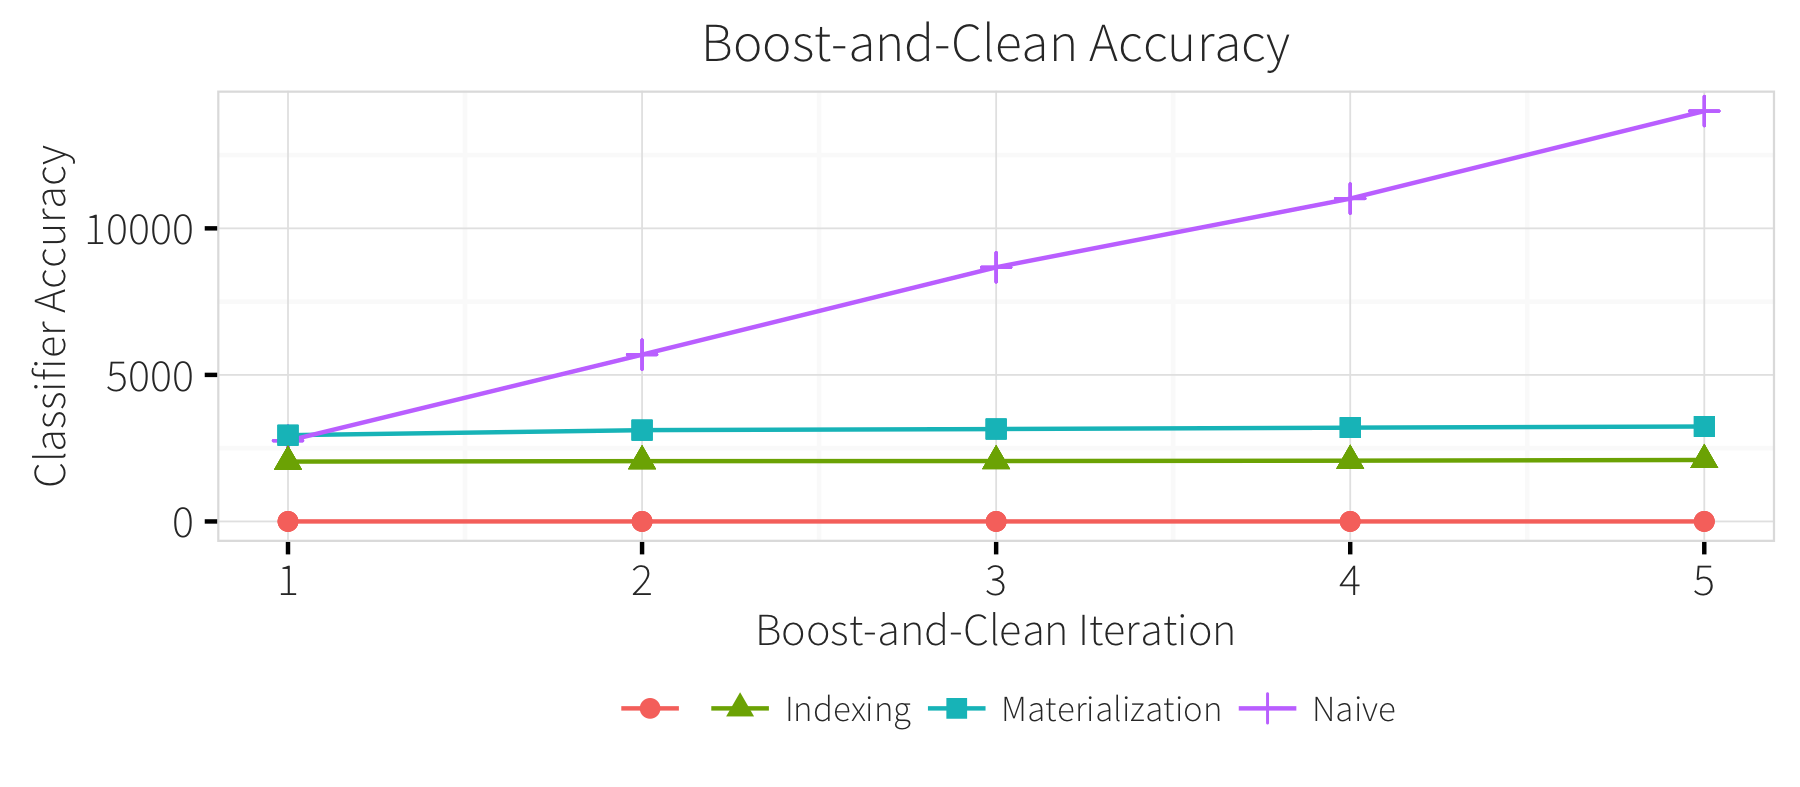 Boost-and-Clean Accuracy
Classifier Accuracy
10000
5000
0
1 2 3 4 5
Boost-and-Clean Iteration
Indexing Materialization Naive